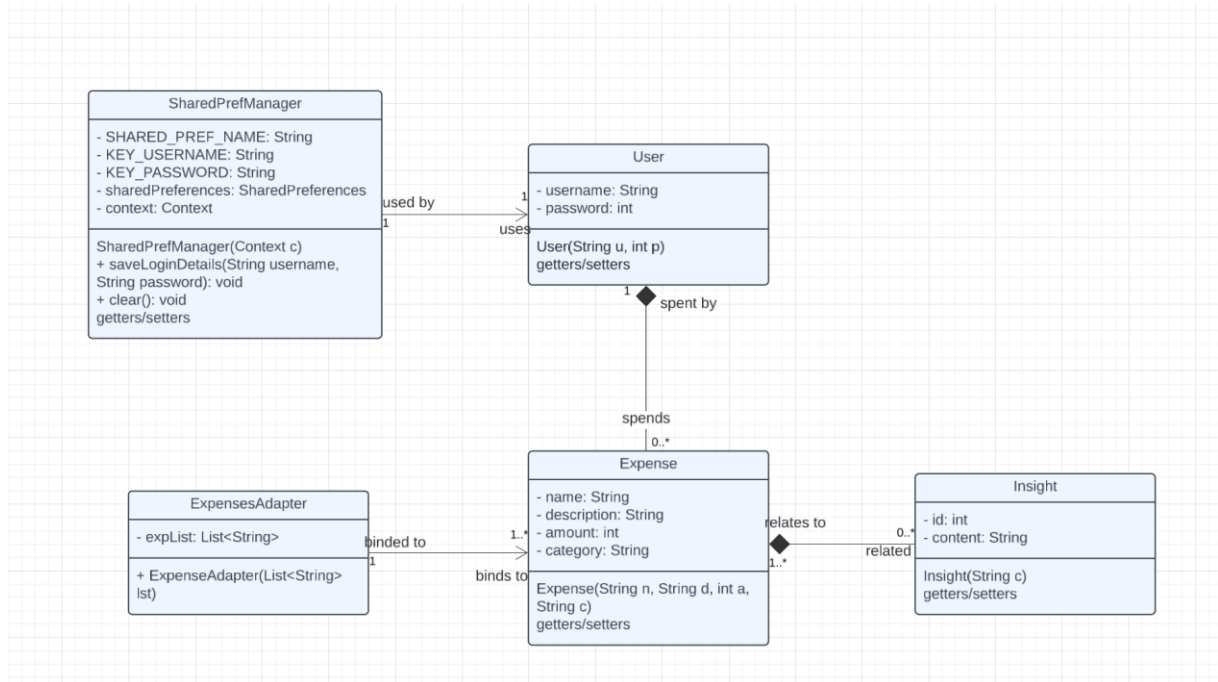 SharedPrefManager
- SHARED_PREF_NAME: String
- KEY_USERNAME: String
- KEY_PASSWORD: String
- sharedPreferences: SharedPreferences
- context: Context
SharedPrefManager(Context c)
+ saveLoginDetails(String username,
String password): void
+ clear(): void
getters/setters
used by
1
1
uses
User
- username: String
- password: int
User(String u, int p)
getters/setters
1
spent by
spends
0..*
ExpensesAdapter
- expList: List<String>
+ ExpenseAdapter(List<String>
lst)
binded to
1
1..*
binds to
Expense
- name: String
- description: String
- amount: int
- category: String
Expense(String n, String d, int a,
String c)
getters/setters
relates to
1..*
0..*
related
Insight
- id: int
- content: String
Insight(String c)
getters/setters